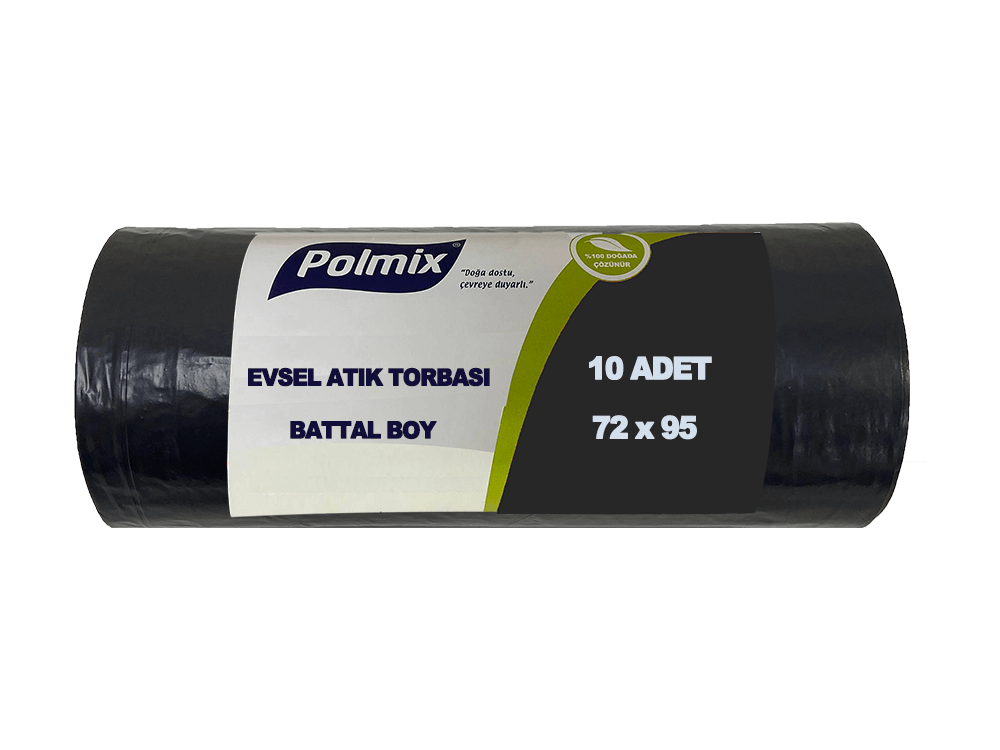 Polmix®
"Doğa dostu,
çevreye duyarlı."
%100 DOĞADA
ÇÖZÜNÜR
EVSEL ATIK TORBASI
BATTAL BOY
10 ADET
72 x 95